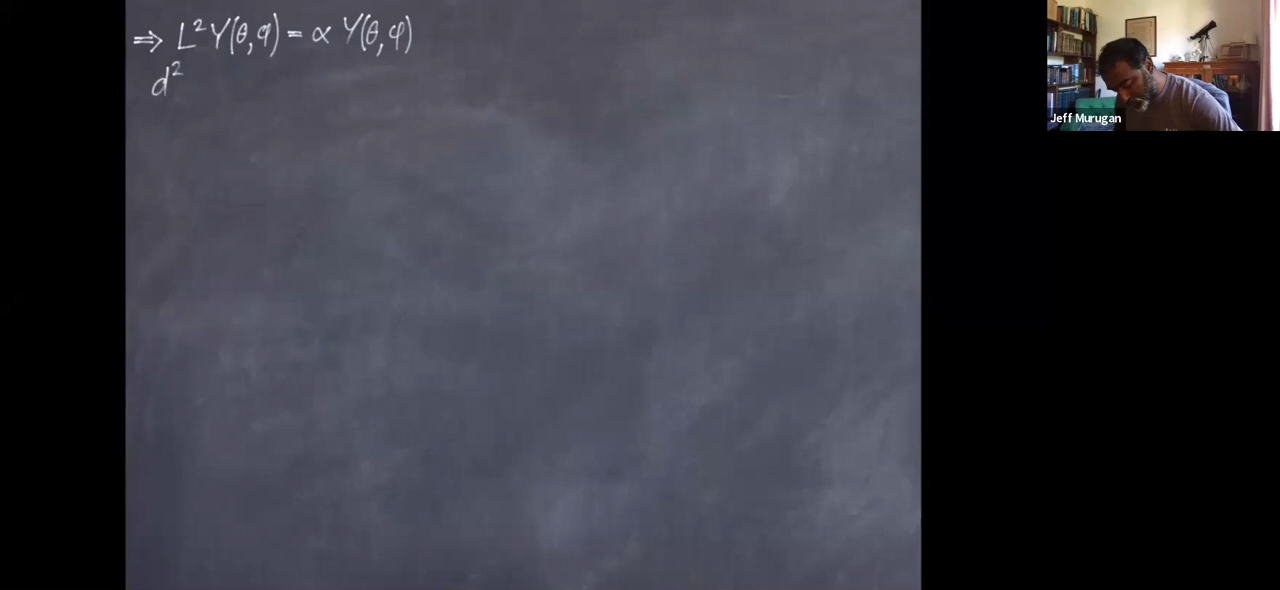 ⇒ L²Y(θ,φ) = α Y(θ,φ)
d²
Jeff Murugan